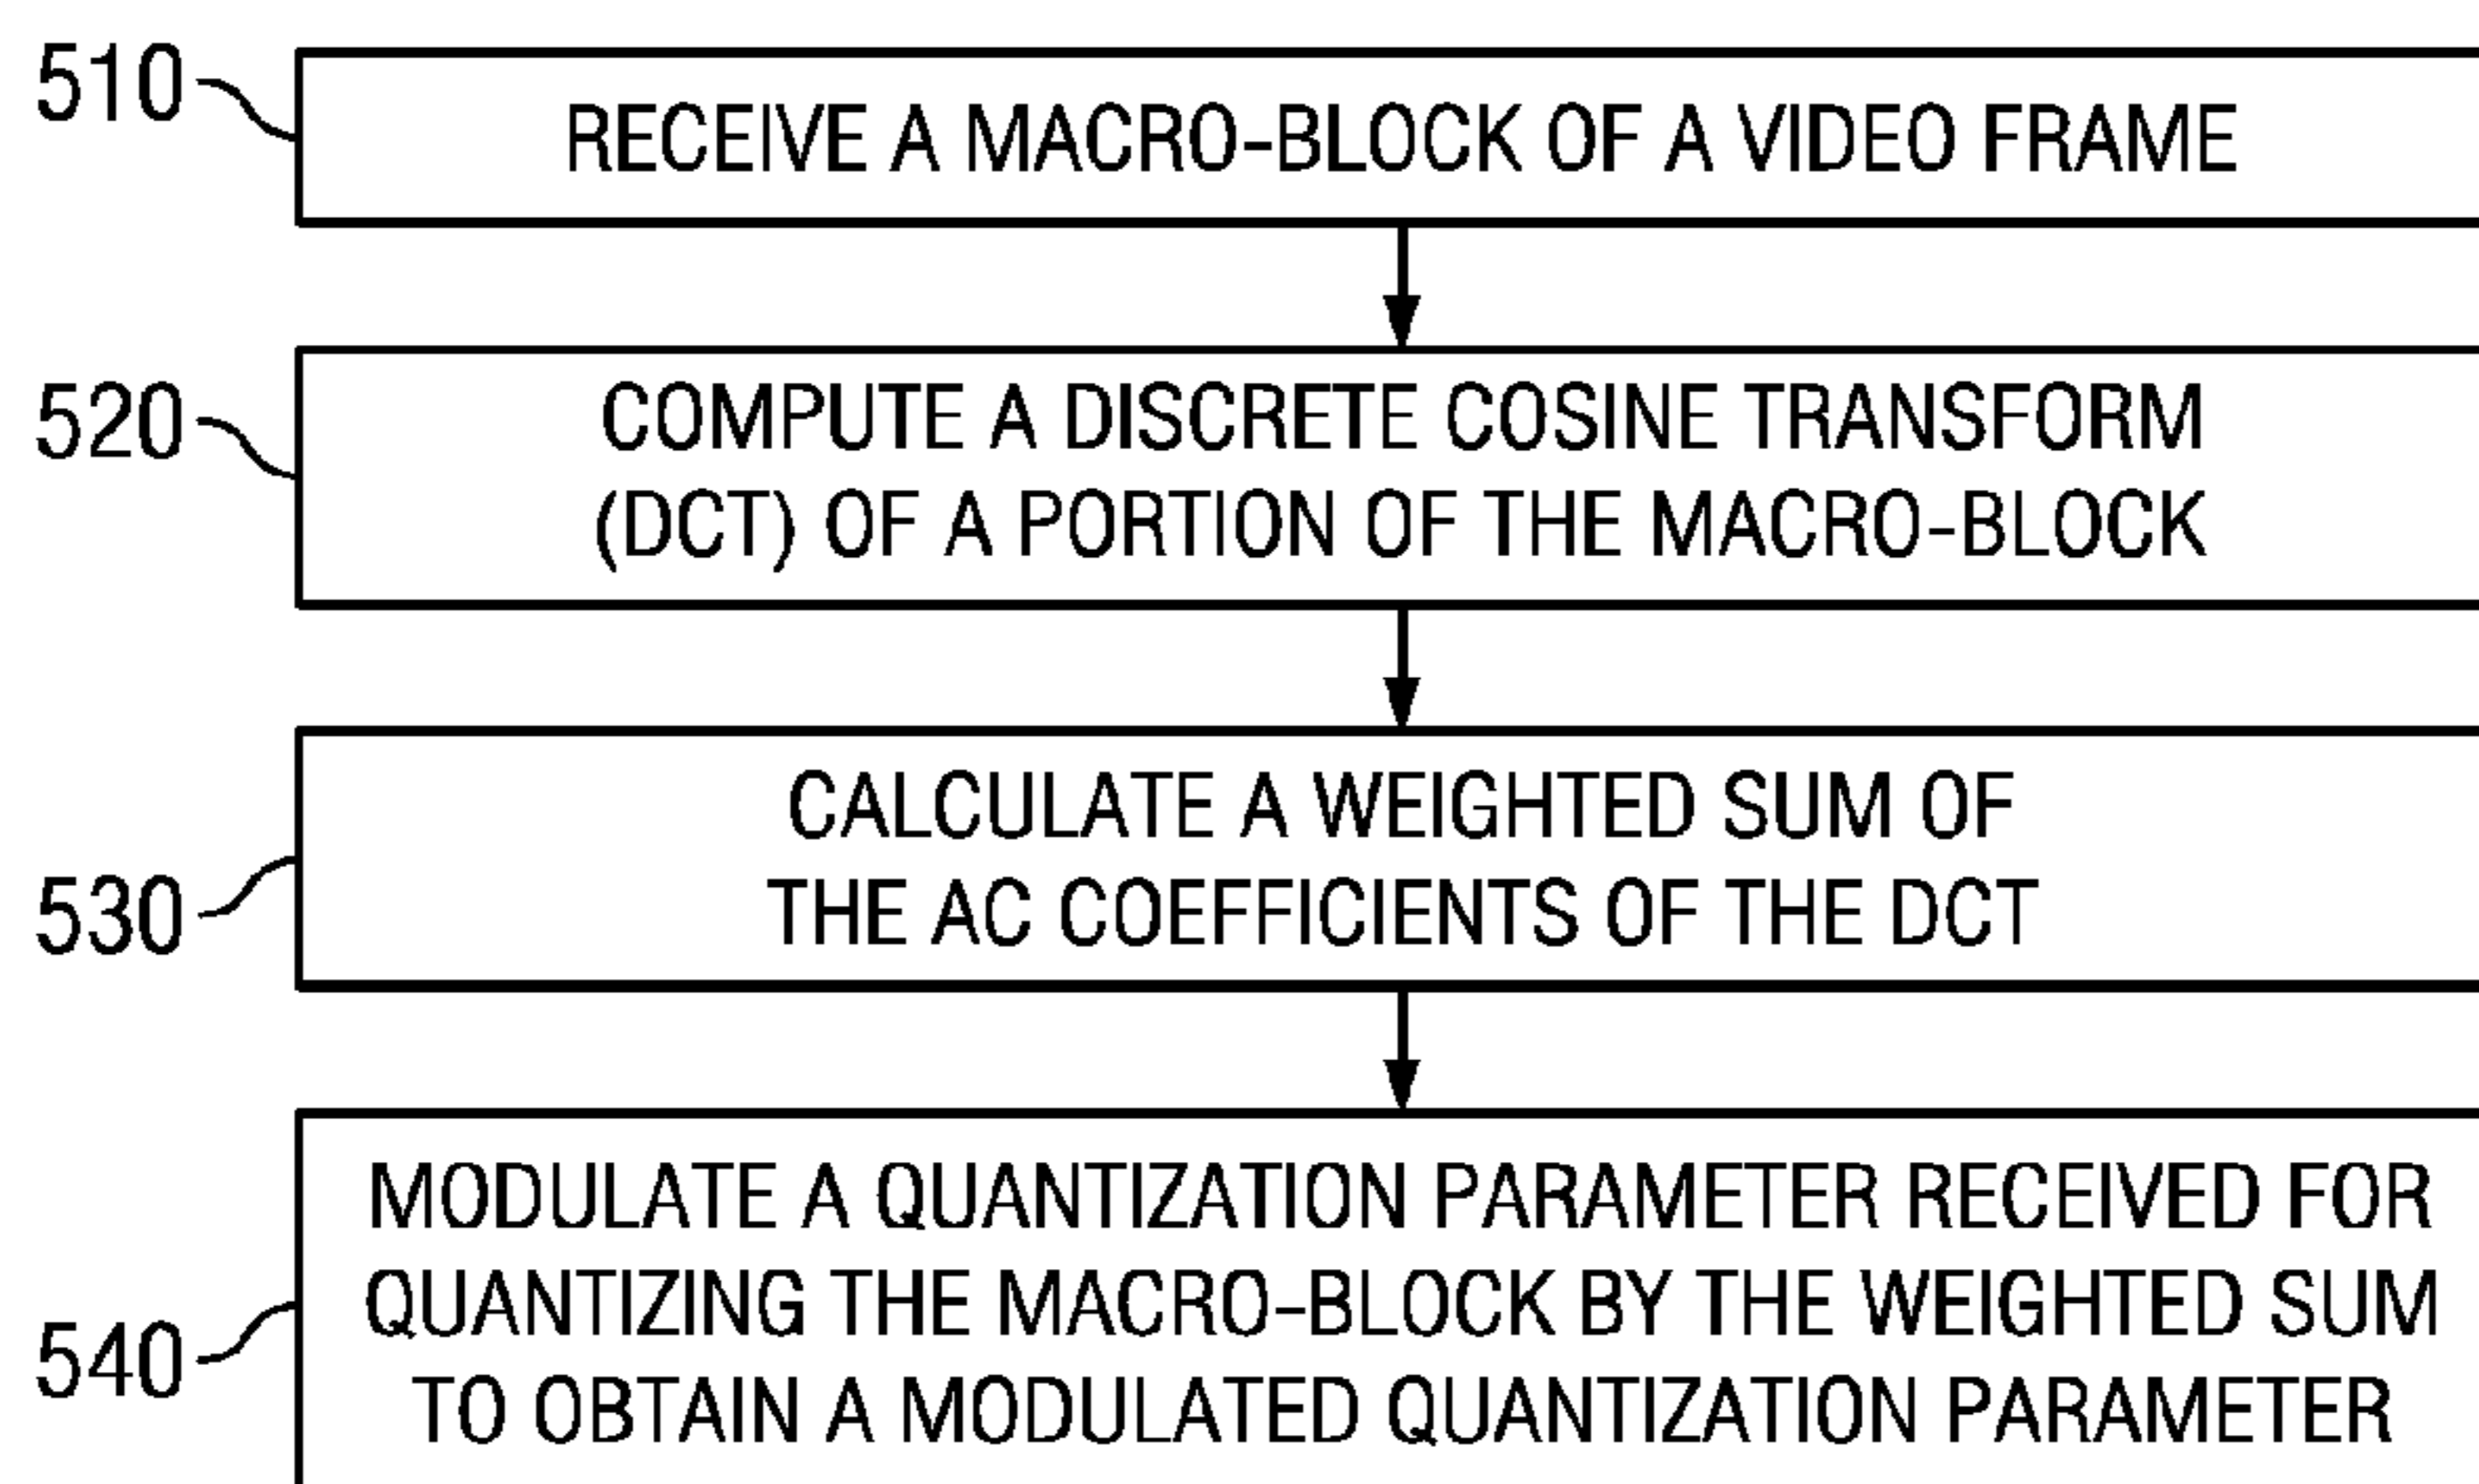 510
RECEIVE A MACRO-BLOCK OF A VIDEO FRAME
520
COMPUTE A DISCRETE COSINE TRANSFORM
(DCT) OF A PORTION OF THE MACRO-BLOCK
530
CALCULATE A WEIGHTED SUM OF
THE AC COEFFICIENTS OF THE DCT
540
MODULATE A QUANTIZATION PARAMETER RECEIVED FOR
QUANTIZING THE MACRO-BLOCK BY THE WEIGHTED SUM
TO OBTAIN A MODULATED QUANTIZATION PARAMETER